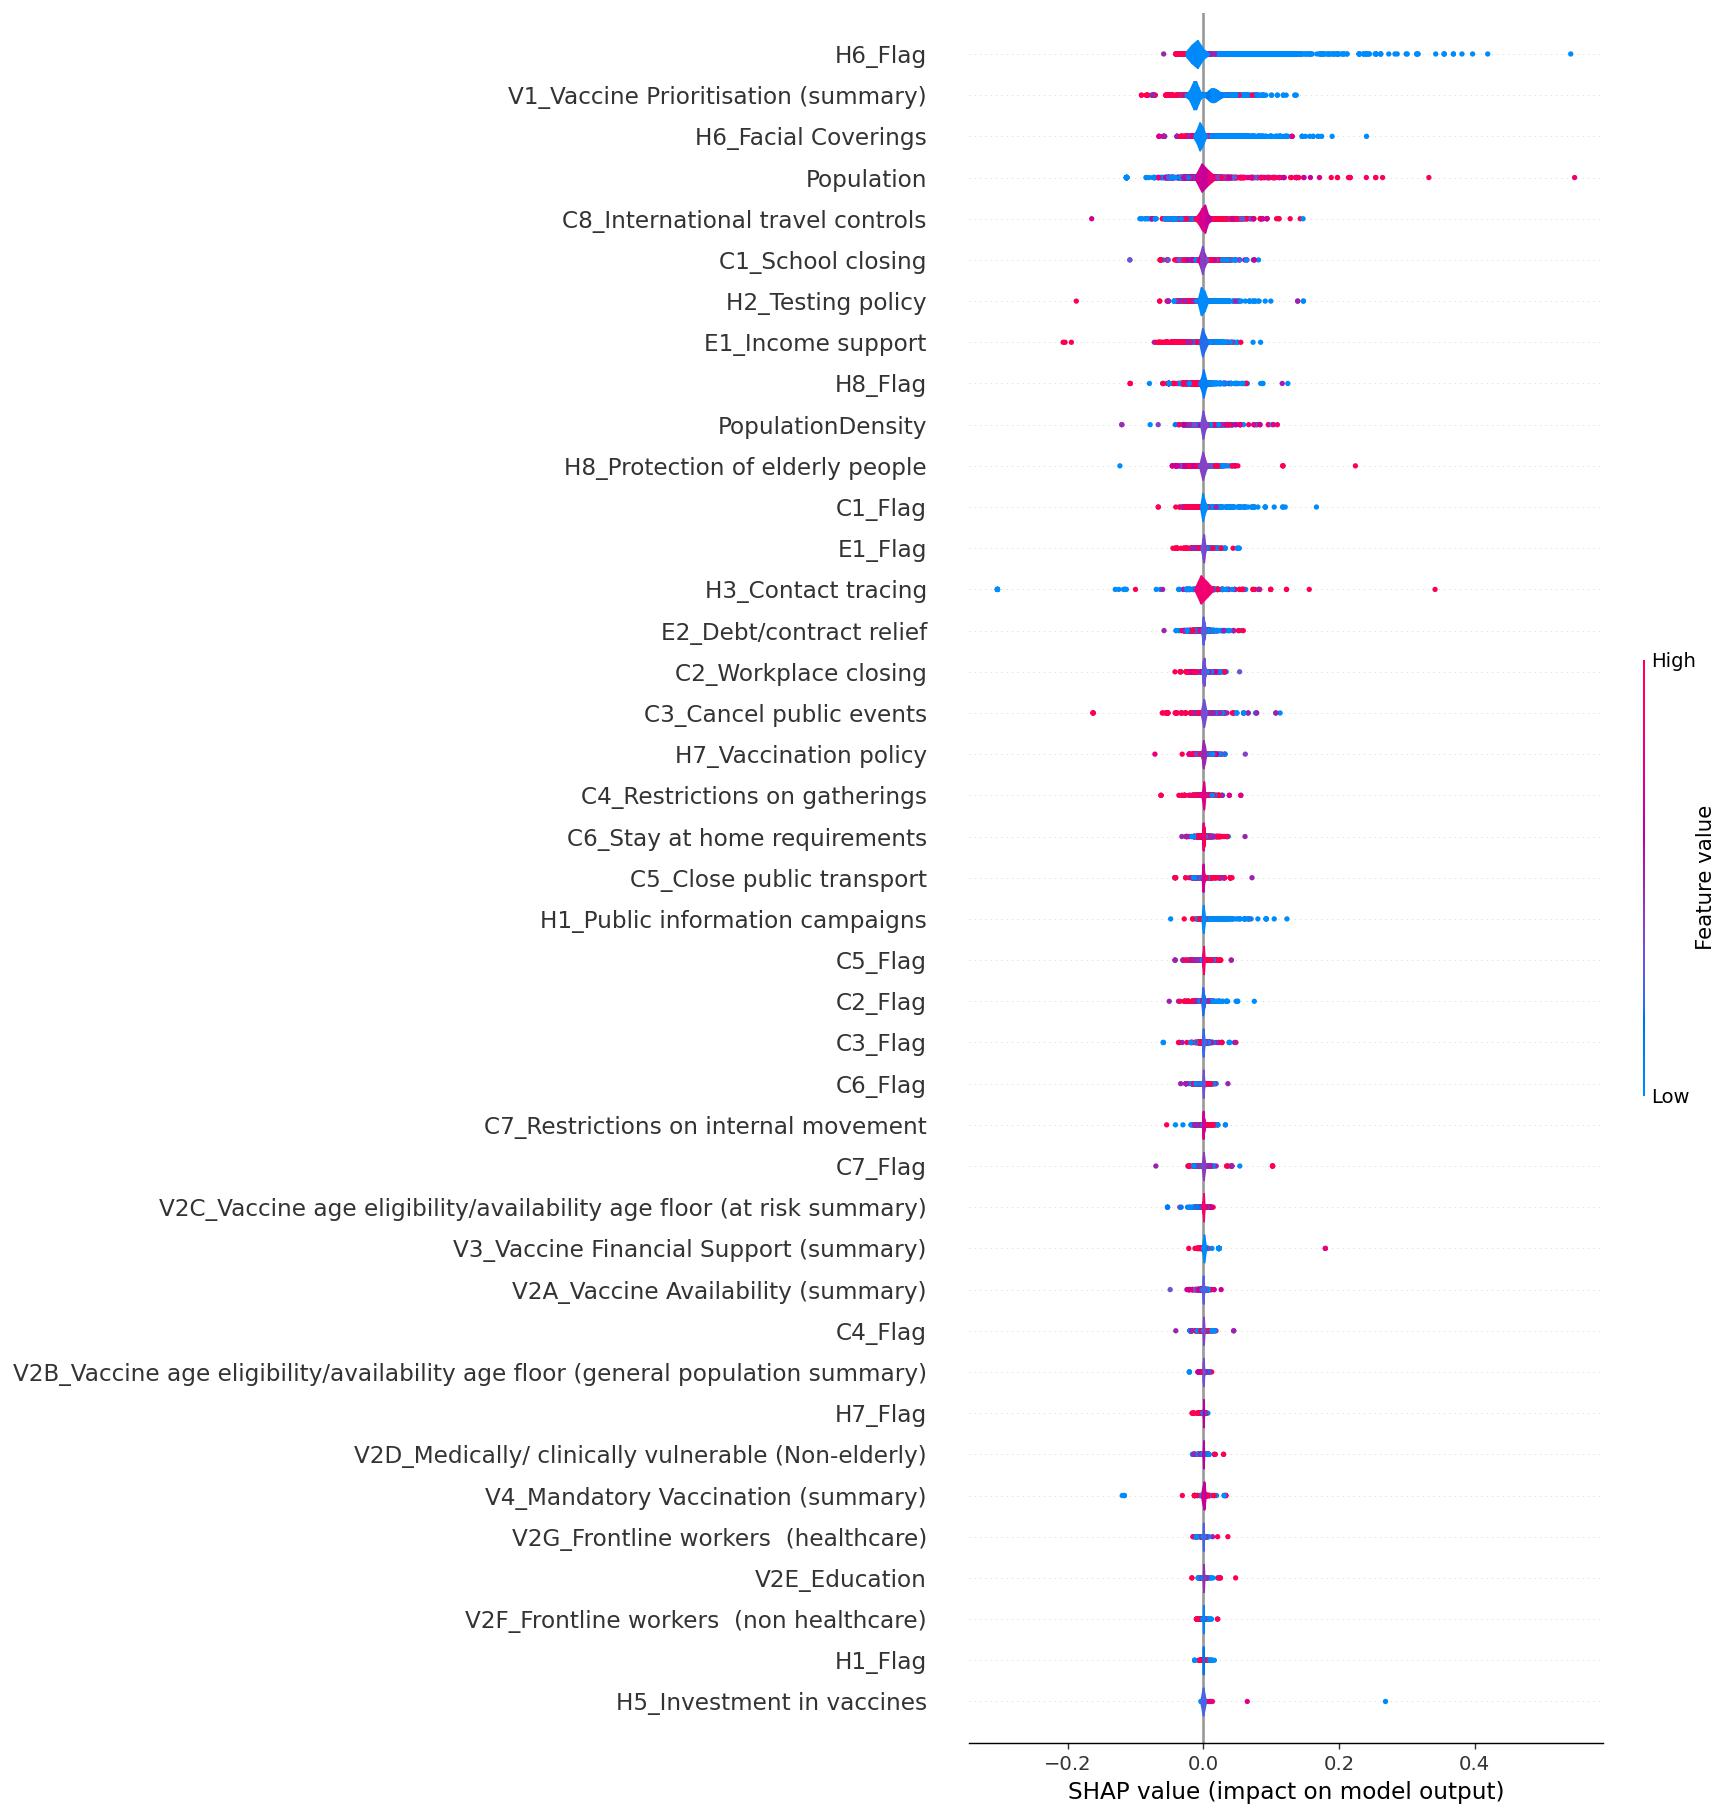 H6_Flag
V1_Vaccine Prioritisation (summary)
H6_Facial Coverings
Population
C8_International travel controls
C1_School closing
H2_Testing policy
E1_Income support
H8_Flag
PopulationDensity
H8_Protection of elderly people
C1_Flag
E1_Flag
H3_Contact tracing
E2_Debt/contract relief
C2_Workplace closing
C3_Cancel public events
H7_Vaccination policy
C4_Restrictions on gatherings
C6_Stay at home requirements
C5_Close public transport
H1_Public information campaigns
C5_Flag
C2_Flag
C3_Flag
C6_Flag
C7_Restrictions on internal movement
C7_Flag
V2C_Vaccine age eligibility/availability age floor (at risk summary)
V3_Vaccine Financial Support (summary)
V2A_Vaccine Availability (summary)
C4_Flag
V2B_Vaccine age eligibility/availability age floor (general population summary)
H7_Flag
V2D_Medically/ clinically vulnerable (Non-elderly)
V4_Mandatory Vaccination (summary)
V2G_Frontline workers  (healthcare)
V2E_Education
V2F_Frontline workers  (non healthcare)
H1_Flag
H5_Investment in vaccines
−0.2 0.0 0.2 0.4
SHAP value (impact on model output)
High
Feature value
Low